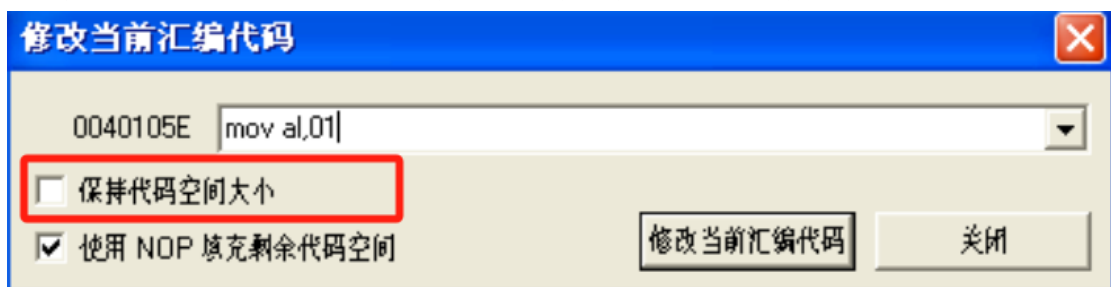 修改当前汇编代码
0040105E mov al,01
保持代码空间大小
使用 NOP 填充剩余代码空间
修改当前汇编代码 关闭